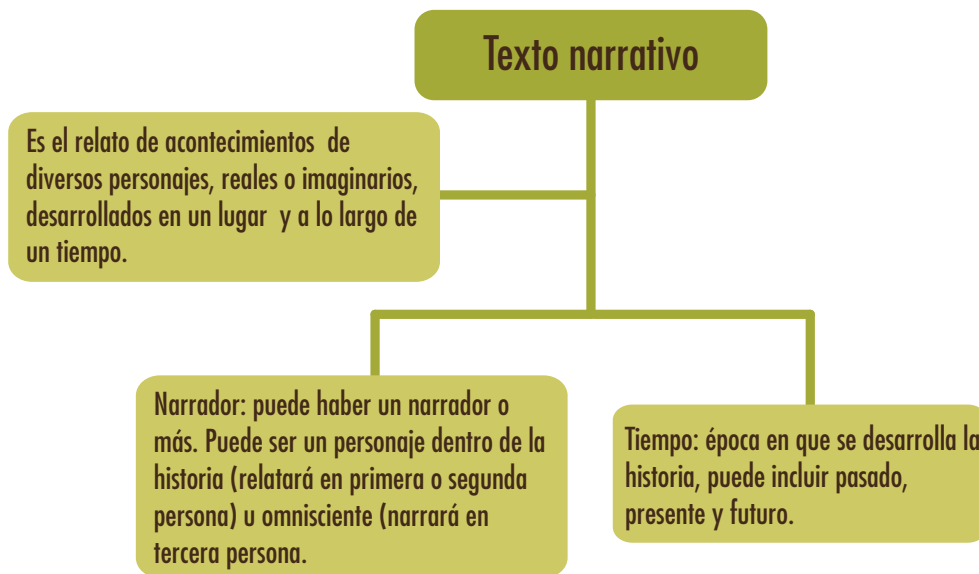 Texto narrativo
Es el relato de acontecimientos de
diversos personajes, reales o imaginarios,
desarrollados en un lugar y a lo largo de
un tiempo.
Narrador: puede haber un narrador o
más. Puede ser un personaje dentro de la
historia (relatará en primera o segunda
persona) u omnisciente (narrará en
tercera persona.
Tiempo: época en que se desarrolla la
historia, puede incluir pasado,
presente y futuro.